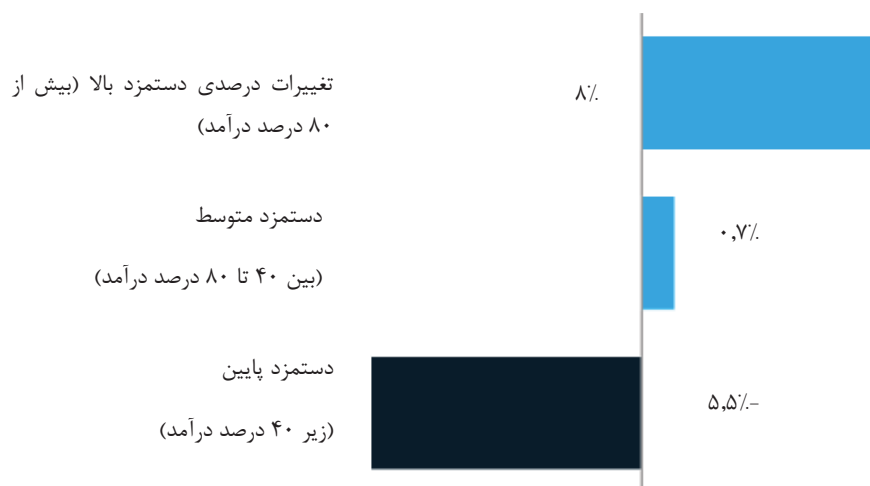 تغییرات درصدی دستمزد بالا (بیش از
۸۰ درصد درآمد)
۸٪
دستمزد متوسط
(بین ۴۰ تا ۸۰ درصد درآمد)
۰,۷٪
دستمزد پایین
(زیر ۴۰ درصد درآمد)
۵,۵٪-